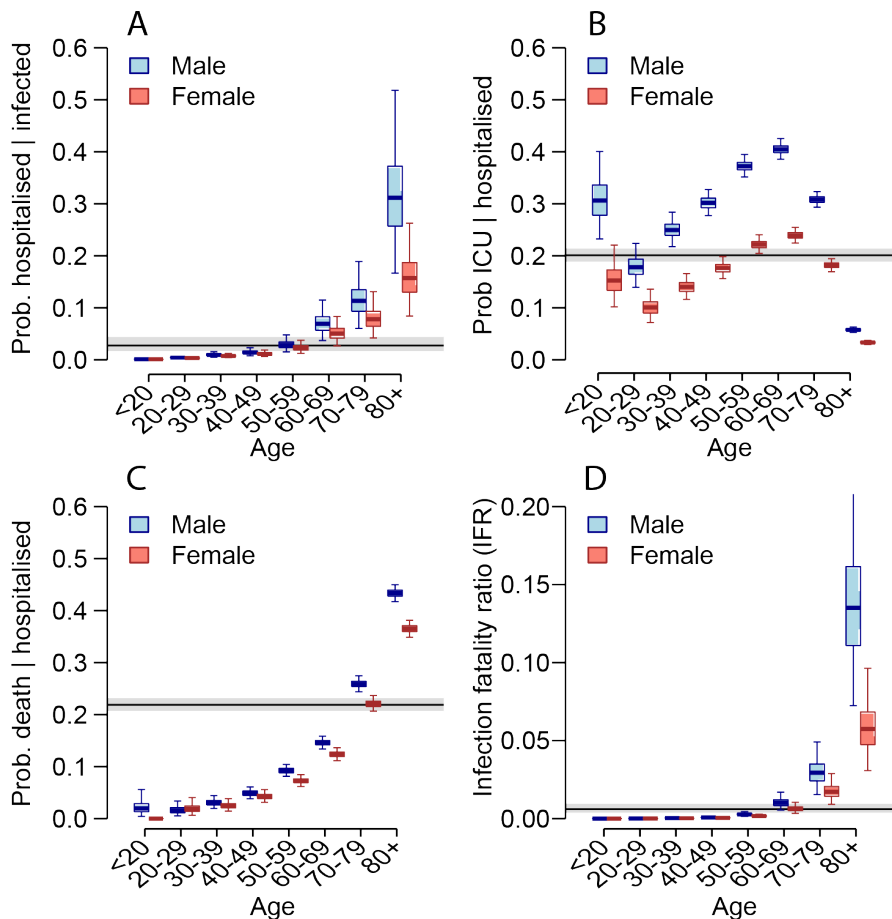 A
Prob. hospitalised | infected
0.6
0.5
0.4
0.3
0.2
0.1
0.0
Male
Female
<20
20-29
30-39
40-49
50-59
60-69
70-79
80+
Age
B
Prob ICU | hospitalised
0.6
0.5
0.4
0.3
0.2
0.1
0.0
Male
Female
<20
20-29
30-39
40-49
50-59
60-69
70-79
80+
Age
C
Prob. death | hospitalised
0.6
0.5
0.4
0.3
0.2
0.1
0.0
Male
Female
<20
20-29
30-39
40-49
50-59
60-69
70-79
80+
Age
D
Infection fatality ratio (IFR)
0.20
0.15
0.10
0.05
0.00
Male
Female
<20
20-29
30-39
40-49
50-59
60-69
70-79
80+
Age